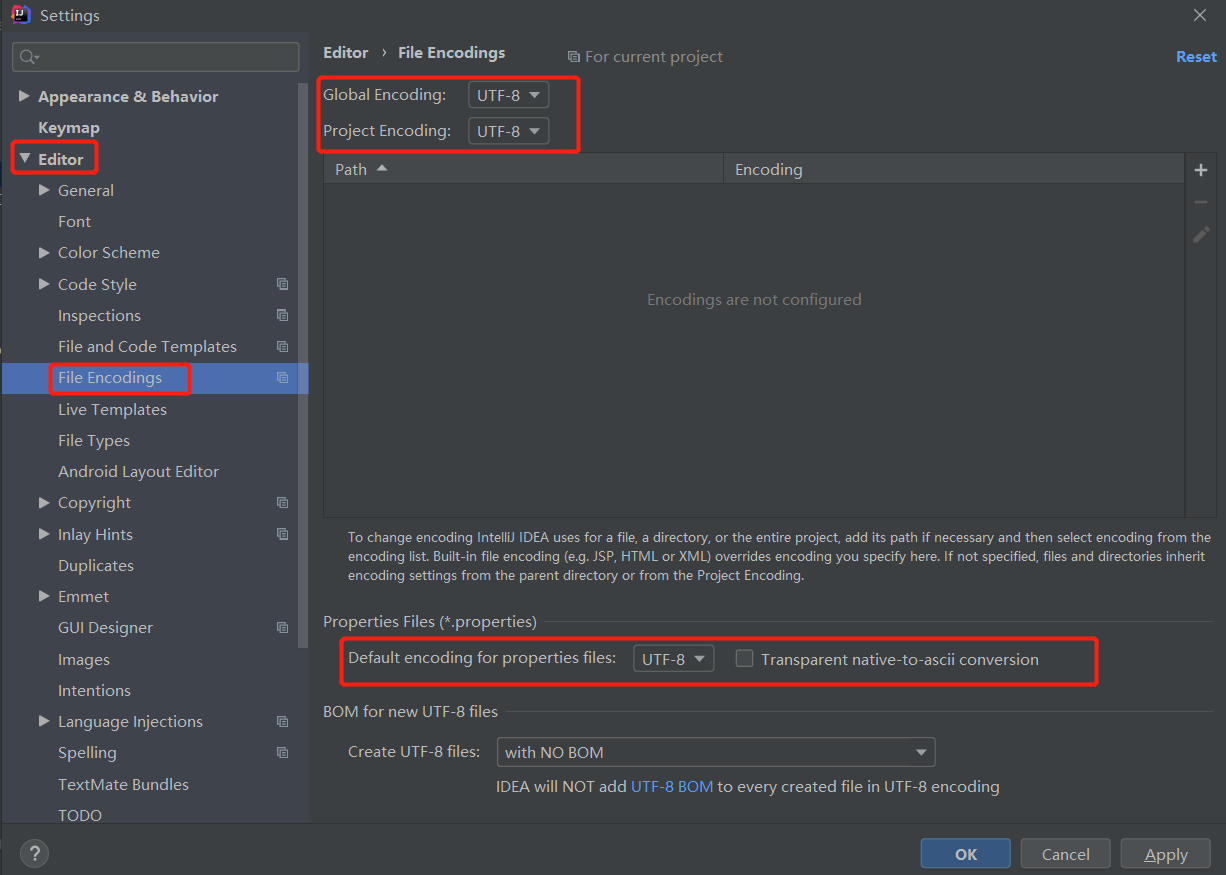 Settings
Editor › File Encodings
For current project
Reset
Appearance & Behavior
Keymap
Editor
General
Font
Color Scheme
Code Style
Inspections
File and Code Templates
File Encodings
Live Templates
File Types
Android Layout Editor
Copyright
Inlay Hints
Duplicates
Emmet
GUI Designer
Images
Intentions
Language Injections
Spelling
TextMate Bundles
TODO
Global Encoding: UTF-8
Project Encoding: UTF-8
Path Encoding
Encodings are not configured
To change encoding IntelliJ IDEA uses for a file, a directory, or the entire project, add its path if necessary and then select encoding from the
encoding list. Built-in file encoding (e.g. JSP, HTML or XML) overrides encoding you specify here. If not specified, files and directories inherit
encoding settings from the parent directory or from the Project Encoding.
Properties Files (*.properties)
Default encoding for properties files: UTF-8 Transparent native-to-ascii conversion
BOM for new UTF-8 files
Create UTF-8 files: with NO BOM
IDEA will NOT add UTF-8 BOM to every created file in UTF-8 encoding
?
OK
Cancel
Apply